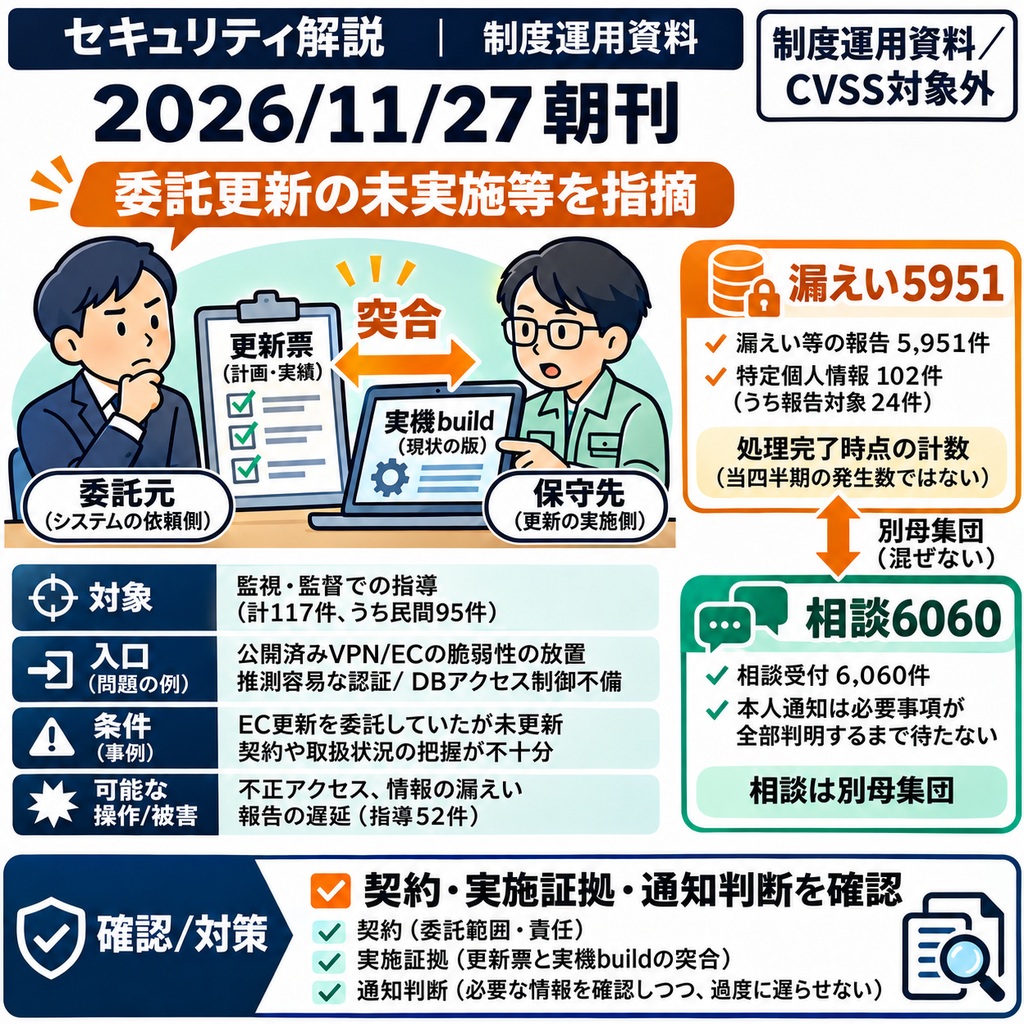 セキュリティ解説 | 制度運用資料
制度運用資料/
CVSS対象外
2026/11/27 朝刊
委託更新の未実施等を指摘
更新票
(計画・実績)
突合
実機build
(現状の版)
委託元
(システムの依頼側)
保守先
(更新の実施側)
漏えい5951
漏えい等の報告 5,951件
特定個人情報 102件
(うち報告対象 24件)
処理完了時点の計数
(当四半期の発生数ではない)
別母集団
(混ぜない)
相談6060
相談受付 6,060件
本人通知は必要事項が
全部判明するまで待たない
相談は別母集団
対象
監視・監督での指導
(計117件、うち民間95件)
入口
(問題の例)
公開済みVPN/ECの脆弱性の放置
推測容易な認証/ DBアクセス制御不備
条件
(事例)
EC更新を委託していたが未更新
契約や取扱状況の把握が不十分
可能な
操作/被害
不正アクセス、情報の漏えい
報告の遅延 (指導52件)
確認/対策
契約・実施証拠・通知判断を確認
契約 (委託範囲・責任)
実施証拠 (更新票と実機buildの突合)
通知判断 (必要な情報を確認しつつ、過度に遅らせない)